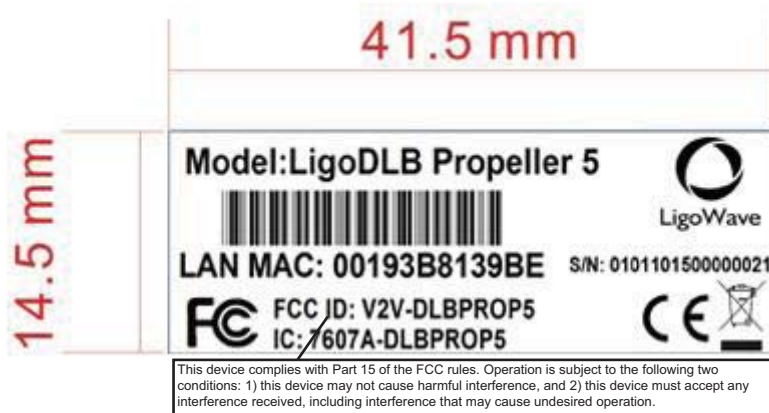 41.5 mm
14.5 mm
Model:LigoDLB Propeller 5
LigoWave
LAN MAC: 00193B8139BE
S/N: 0101101500000021
FC FCC ID: V2V-DLBPROP5
IC: 7607A-DLBPROP5
CE
This device complies with Part 15 of the FCC rules. Operation is subject to the following two
conditions: 1) this device may not cause harmful interference, and 2) this device must accept any
interference received, including interference that may cause undesired operation.